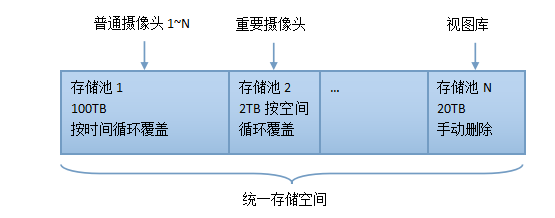 普通摄像头 1~N
重要摄像头
视图库
存储池 1
100TB
按时间循环覆盖
存储池 2
2TB 按空间
循环覆盖
...
存储池 N
20TB
手动删除
统一存储空间